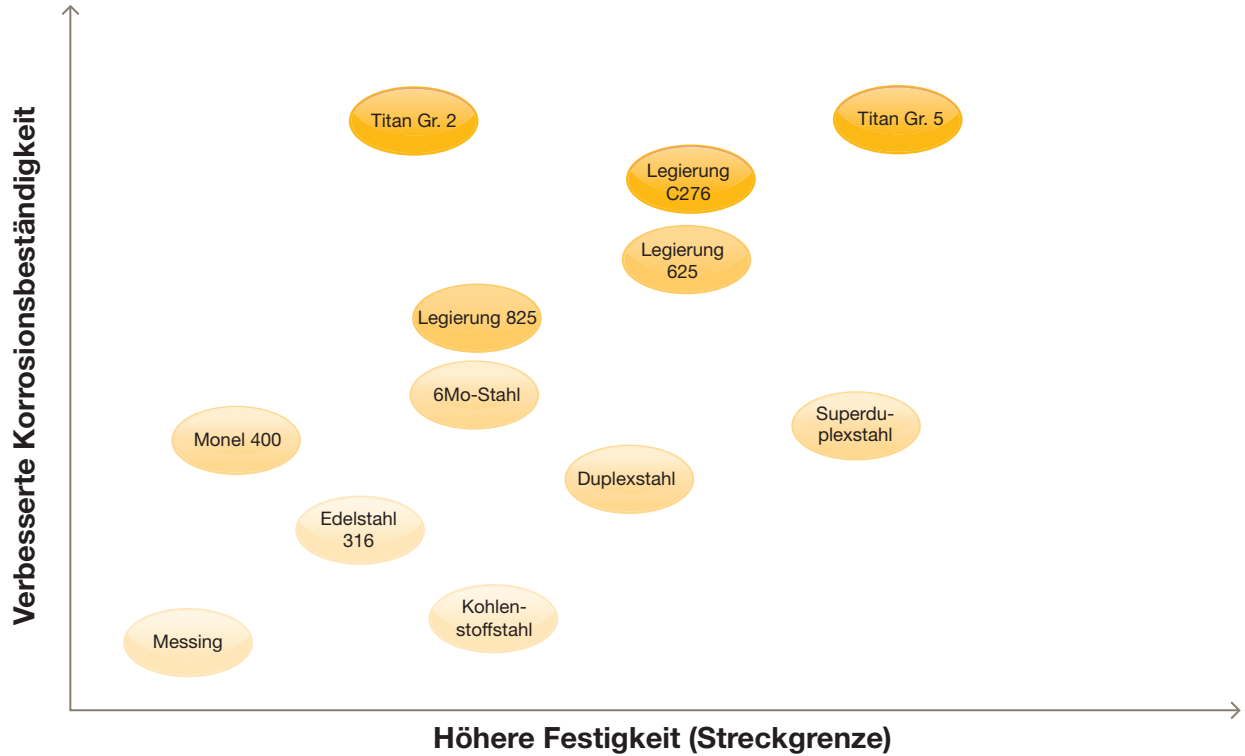 Verbesserte Korrosionsbeständigkeit
Titan Gr. 2
Titan Gr. 5
Legierung
C276
Legierung
625
Legierung 825
6Mo-Stahl
Superdu-
plexstahl
Monel 400
Duplexstahl
Edelstahl
316
Kohlen-
stoffstahl
Messing
Höhere Festigkeit (Streckgrenze)